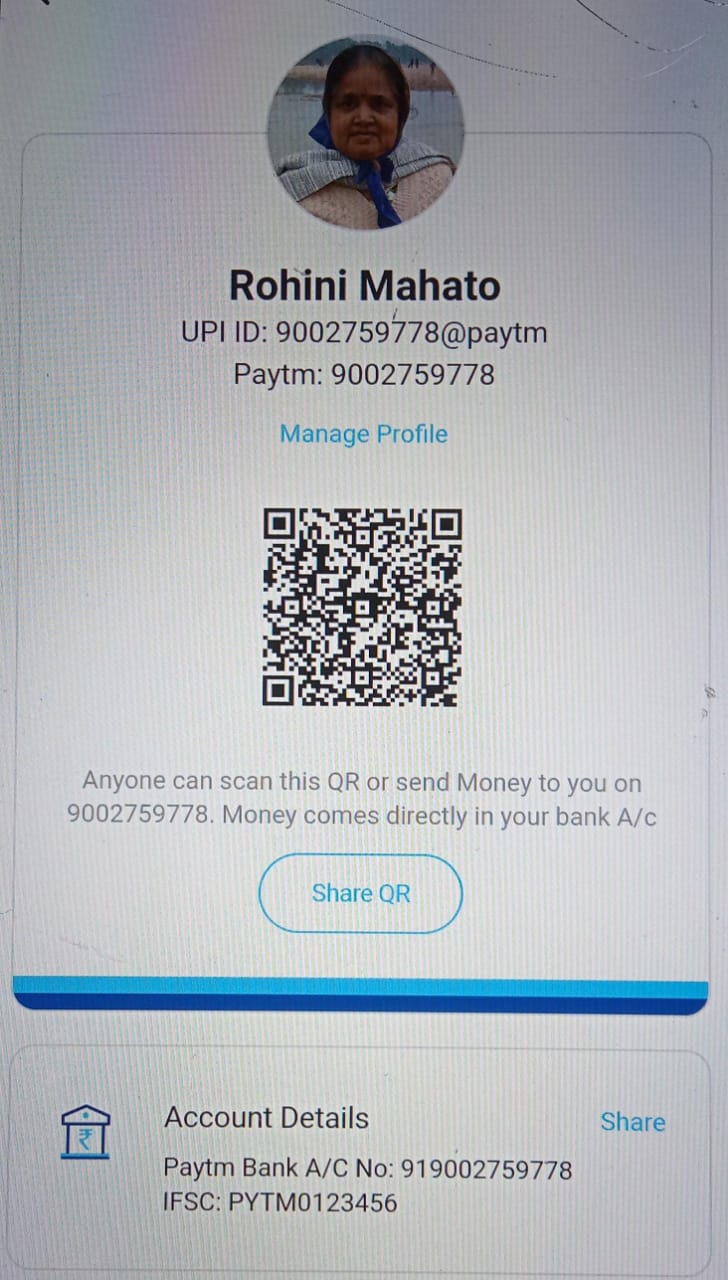 Rohini Mahato
UPI ID: 9002759778@paytm
Paytm: 9002759778
Manage Profile
Anyone can scan this QR or send Money to you on
9002759778. Money comes directly in your bank A/c
Share QR
Account Details
Share
Paytm Bank A/C No: 919002759778
IFSC: PYTM0123456